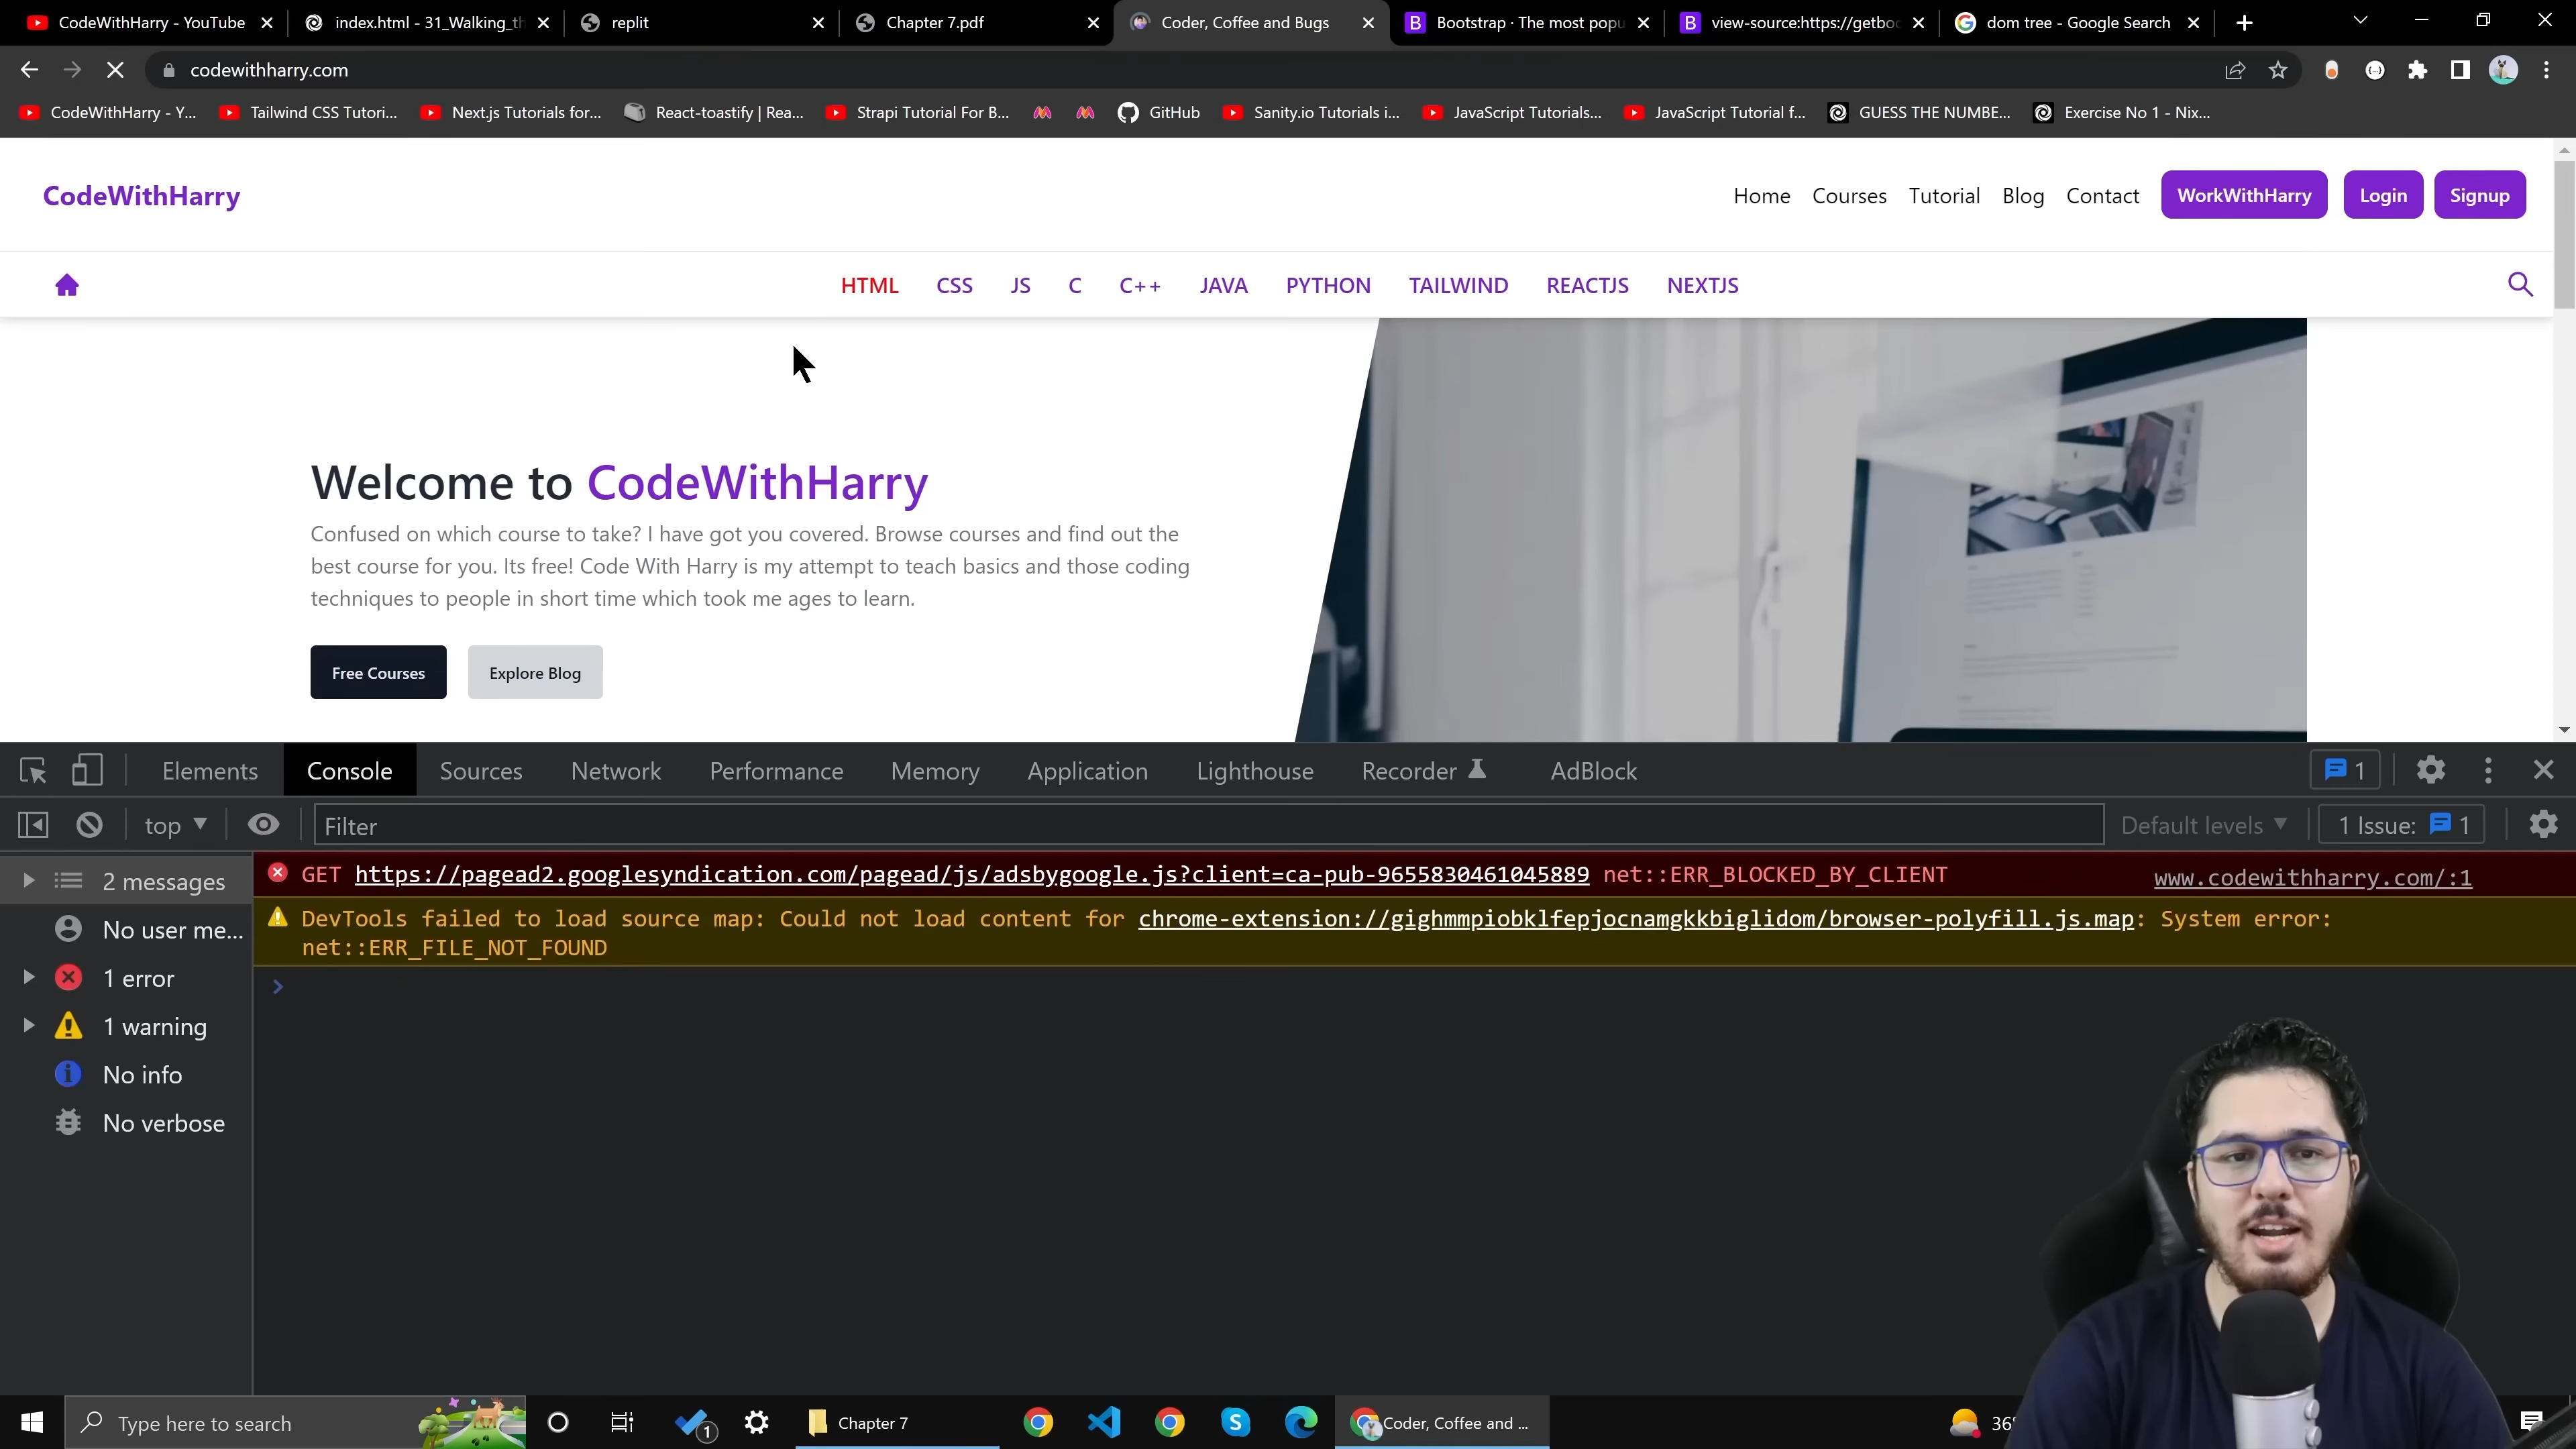 CodeWithHarry - YouTube
index.html - 31_Walking_th
replit
Chapter 7.pdf
Coder, Coffee and Bugs
Bootstrap · The most popu
view-source:https://getboo
dom tree - Google Search
codewithharry.com
CodeWithHarry - Y...
Tailwind CSS Tutori...
Next.js Tutorials for...
React-toastify | Rea...
Strapi Tutorial For B...
GitHub
Sanity.io Tutorials i...
JavaScript Tutorials...
JavaScript Tutorial f...
GUESS THE NUMBE...
Exercise No 1 - Nix...
CodeWithHarry
Home Courses Tutorial Blog Contact WorkWithHarry Login Signup
HTML CSS JS C C++ JAVA PYTHON TAILWIND REACTJS NEXTJS
Welcome to CodeWithHarry
Confused on which course to take? I have got you covered. Browse courses and find out the
best course for you. Its free! Code With Harry is my attempt to teach basics and those coding
techniques to people in short time which took me ages to learn.
Free Courses Explore Blog
Elements Console Sources Network Performance Memory Application Lighthouse Recorder AdBlock 1
top Filter Default levels 1 Issue: 1
2 messages
No user me...
1 error
1 warning
No info
No verbose
GET https://pagead2.googlesyndication.com/pagead/js/adsbygoogle.js?client=ca-pub-9655830461045889 net::ERR_BLOCKED_BY_CLIENT www.codewithharry.com/:1
DevTools failed to load source map: Could not load content for chrome-extension://gighmmpiobklfepjocnamgkkbiglidom/browser-polyfill.js.map: System error:
net::ERR_FILE_NOT_FOUND
Type here to search
1
Chapter 7
Coder, Coffee and ...
36°